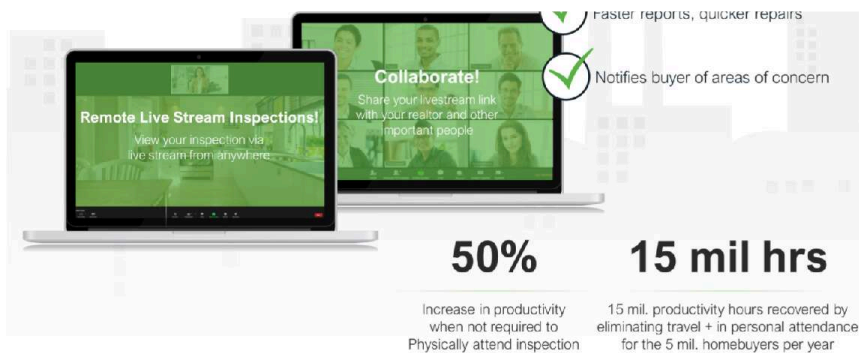 Faster reports, quicker repairs
Notifies buyer of areas of concern
Remote Live Stream Inspections!
View your inspection via
live stream from anywhere
Collaborate!
Share your livestream link
with your realtor and other
important people
50%
Increase in productivity
when not required to
Physically attend inspection
15 mil hrs
15 mil. productivity hours recovered by
eliminating travel + in personal attendance
for the 5 mil. homebuyers per year